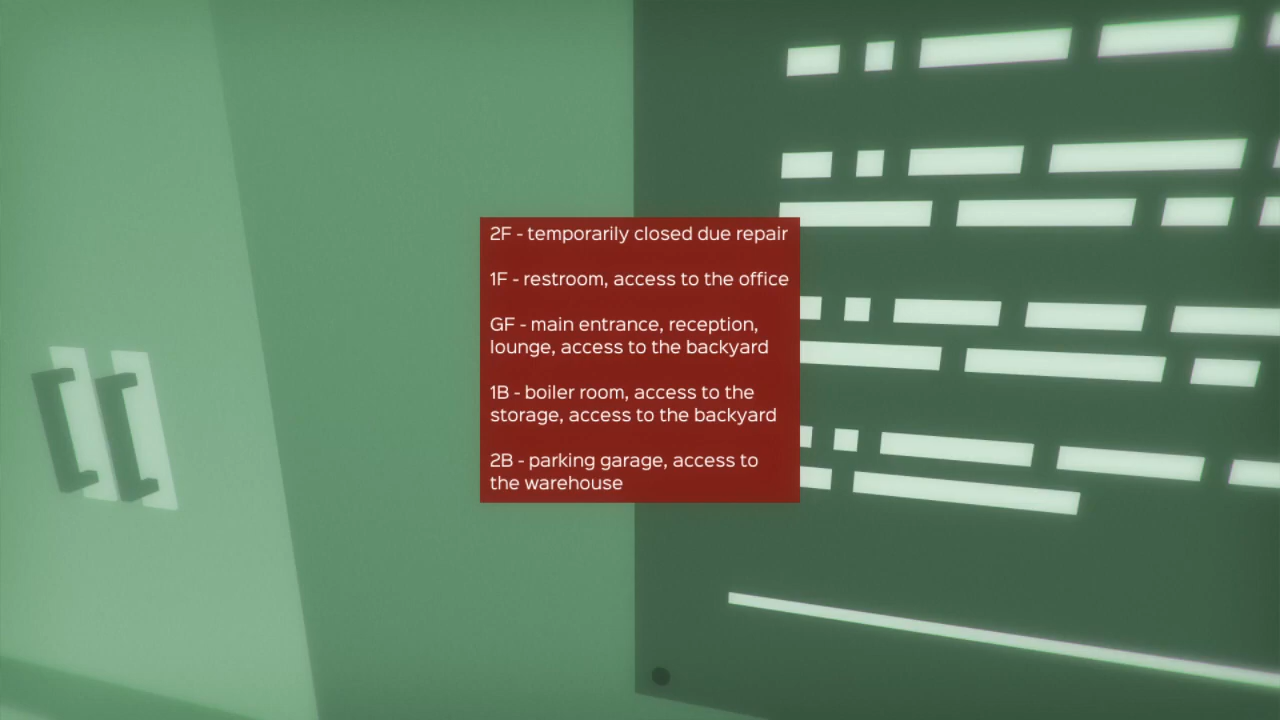 2F - temporarily closed due repair
1F - restroom, access to the office
GF - main entrance, reception,
lounge, access to the backyard
1B - boiler room, access to the
storage, access to the backyard
2B - parking garage, access to
the warehouse